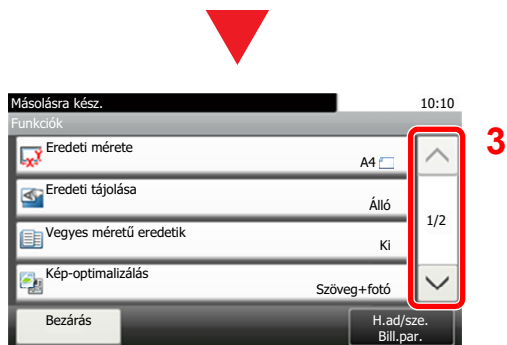 Másolásra kész.
10:10
Funkciók
Eredeti mérete
A4
Eredeti tájolása
Álló
Vegyes méretű eredetik
Ki
Kép-optimalizálás
Szöveg+fotó
1/2
3
Bezárás
H.ad/sze.
Bill.par.